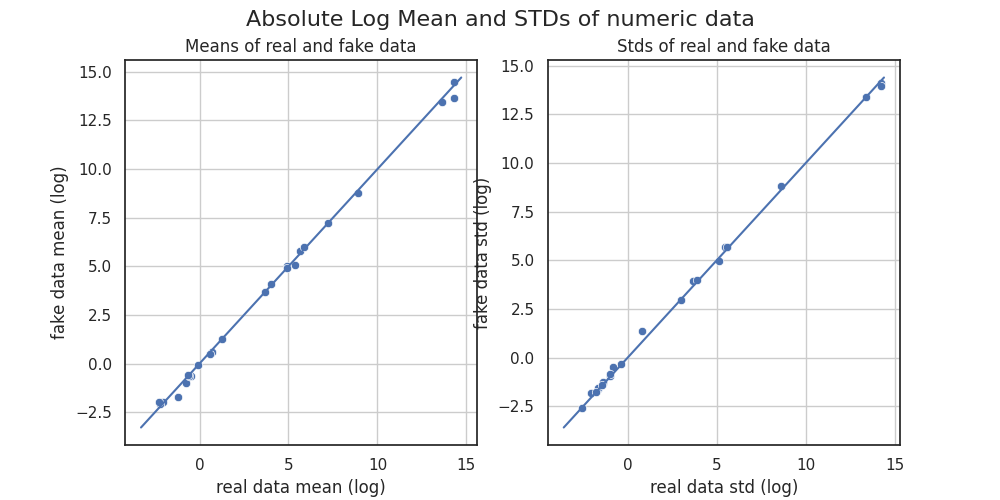 Absolute Log Mean and STDs of numeric data
Means of real and fake data
15.0
12.5
10.0
7.5
5.0
2.5
0.0
−2.5
fake data mean (log)
0 5 10 15
real data mean (log)
Stds of real and fake data
15.0
12.5
10.0
7.5
5.0
2.5
0.0
−2.5
fake data std (log)
0 5 10 15
real data std (log)